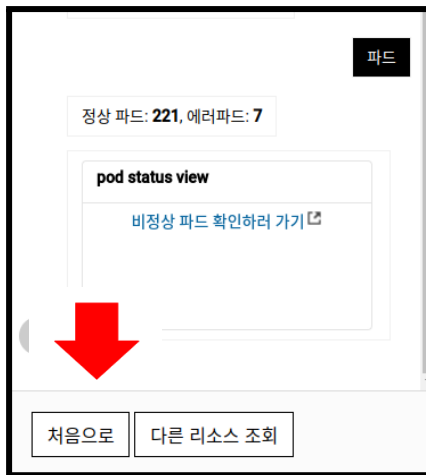 파드
정상 파드: 221, 에러파드: 7
pod status view
비정상 파드 확인하러 가기
처음으로
다른 리소스 조회